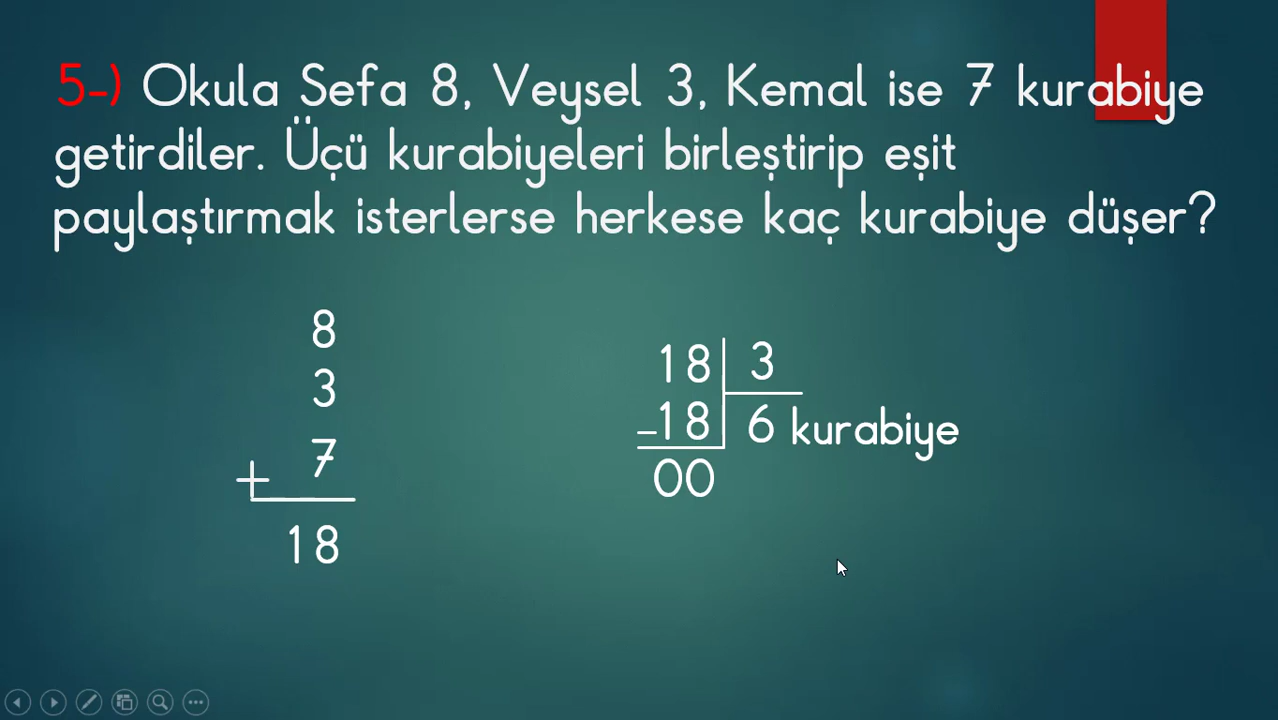 5-) Okula Sefa 8, Veysel 3, Kemal ise 7 kurabiye
getirdiler. Üçü kurabiyeleri birleştirip eşit
paylaştırmak isterlerse herkese kaç kurabiye düşer?
8
3
+ 7
18
18 3
-18 6 kurabiye
00